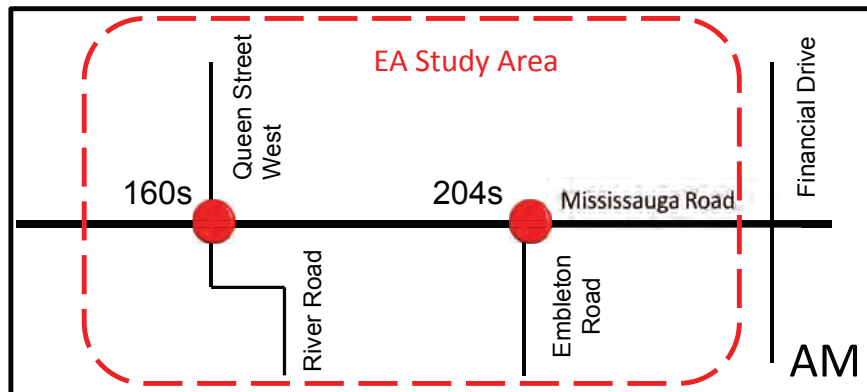 EA Study Area
Queen Street
West
Financial Drive
160s
204s
Mississauga Road
River Road
Embleton
Road
AM